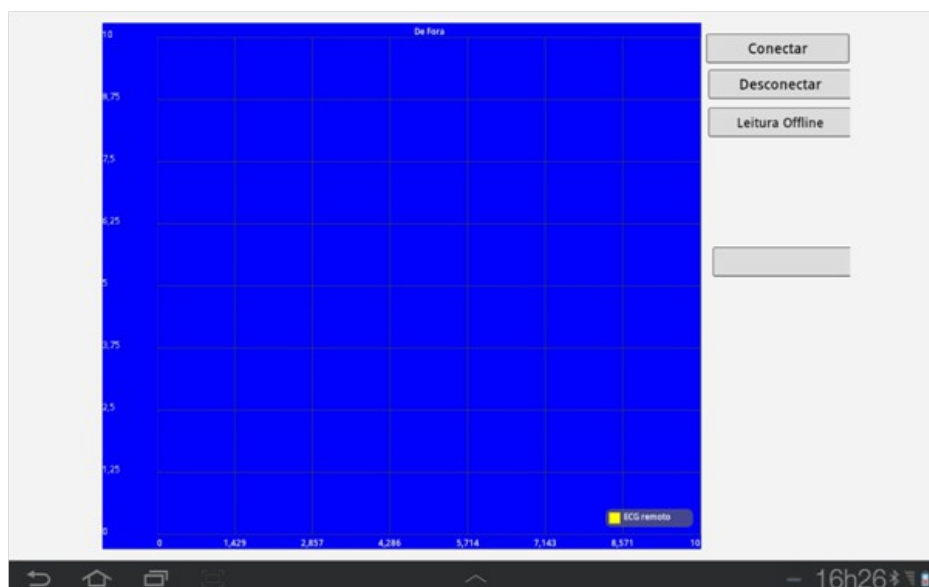 De Fora
10
8,75
7,5
6,25
5
3,75
2,5
1,25
0
0 1,429 2,857 4,286 5,714 7,143 8,571 10
ECG remoto
Conectar
Desconectar
Leitura Offline
16h26